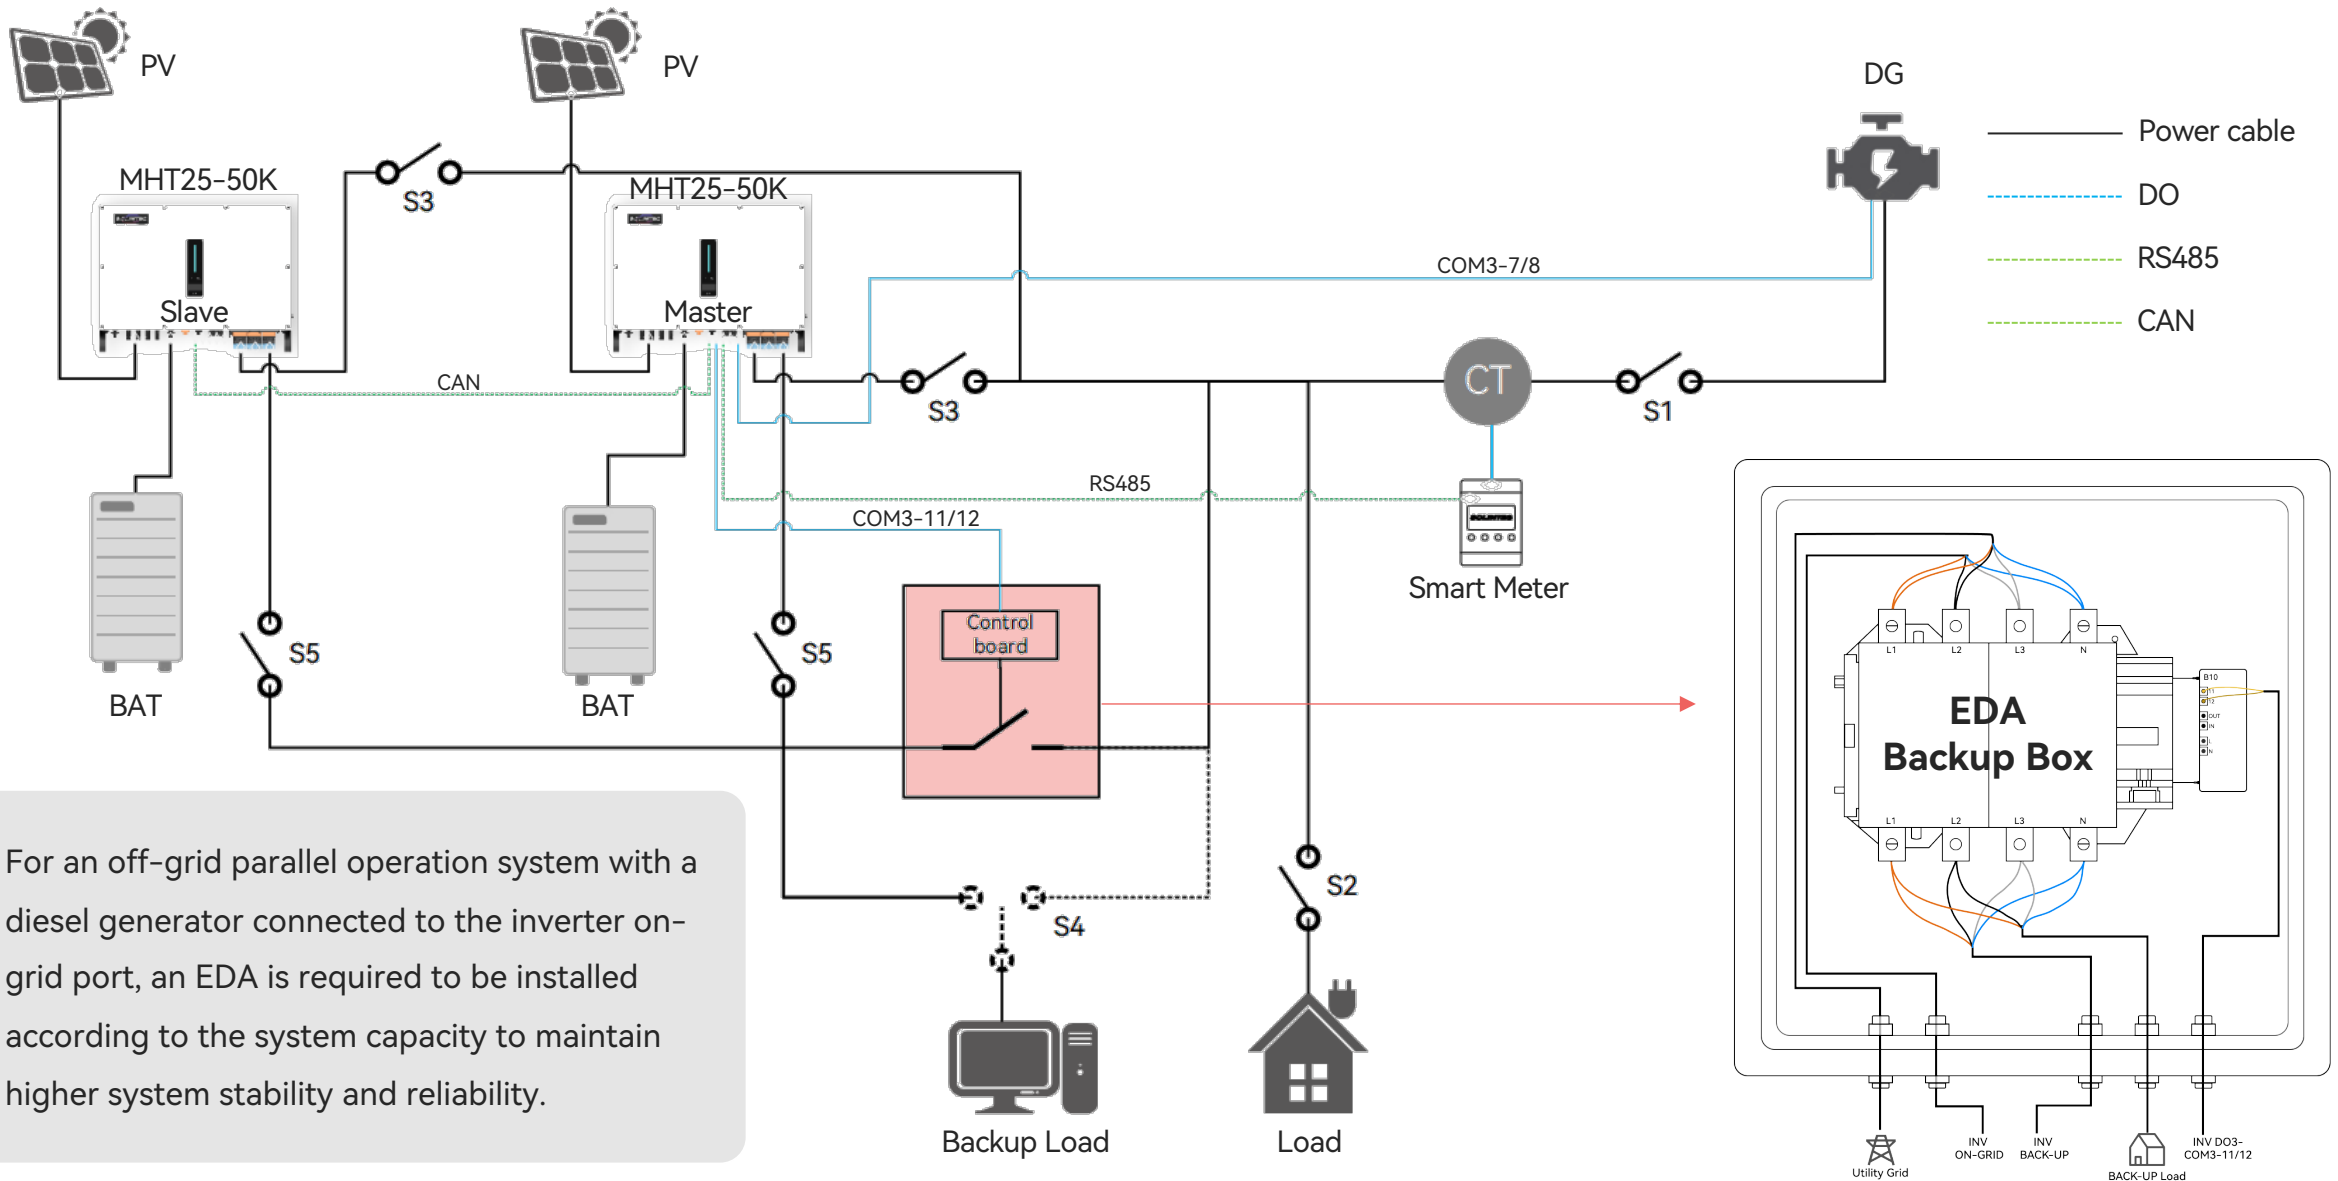 PV
PV
DG
Power cable
DO
RS485
CAN
MHT25-50K
MHT25-50K
S3
Slave
Master
COM3-7/8
CAN
S3
CT
S1
RS485
COM3-11/12
SOLINTEG
Smart Meter
Control
board
S5
S5
BAT
BAT
L1
L2
L3
N
B10
OUT
IN
L
N
EDA
Backup Box
L1
L2
L3
N
For an off-grid parallel operation system with a
diesel generator connected to the inverter on-
grid port, an EDA is required to be installed
according to the system capacity to maintain
higher system stability and reliability.
S4
S2
Backup Load
Load
Utility Grid
INV
ON-GRID
INV
BACK-UP
BACK-UP Load
INV DO3-
COM3-11/12